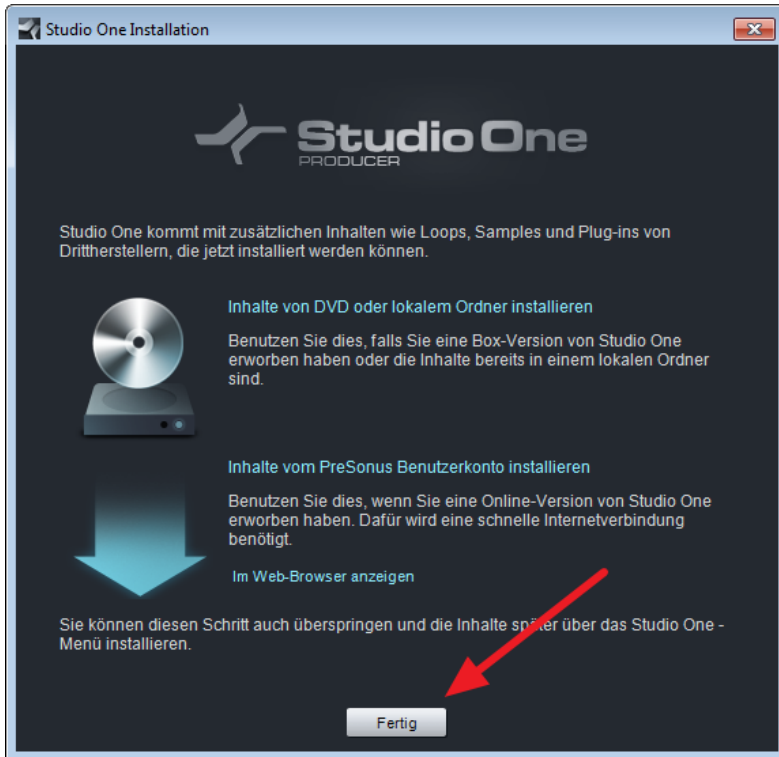 Studio One Installation
Studio One
PRODUCER
Studio One kommt mit zusätzlichen Inhalten wie Loops, Samples und Plug-ins von
Drittherstellern, die jetzt installiert werden können.
Inhalte von DVD oder lokalem Ordner installieren
Benutzen Sie dies, falls Sie eine Box-Version von Studio One
erworben haben oder die Inhalte bereits in einem lokalen Ordner
sind.
Inhalte vom PreSonus Benutzerkonto installieren
Benutzen Sie dies, wenn Sie eine Online-Version von Studio One
erworben haben. Dafür wird eine schnelle Internetverbindung
benötigt.
Im Web-Browser anzeigen
Sie können diesen Schritt auch überspringen und die Inhalte später über das Studio One -
Menü installieren.
Fertig